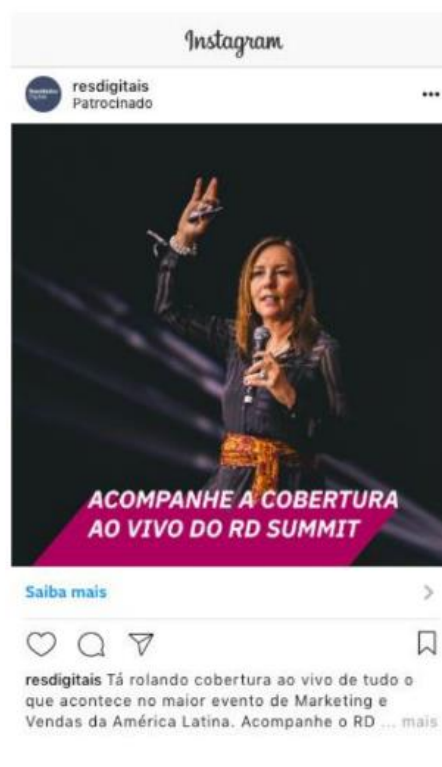 Instagram
resdigitais
Patrocinado
ACOMPANHE A COBERTURA
AO VIVO DO RD SUMMIT
Saiba mais
resdigitais Tá rolando cobertura ao vivo de tudo o
que acontece no maior evento de Marketing e
Vendas da América Latina. Acompanhe o RD ... mais